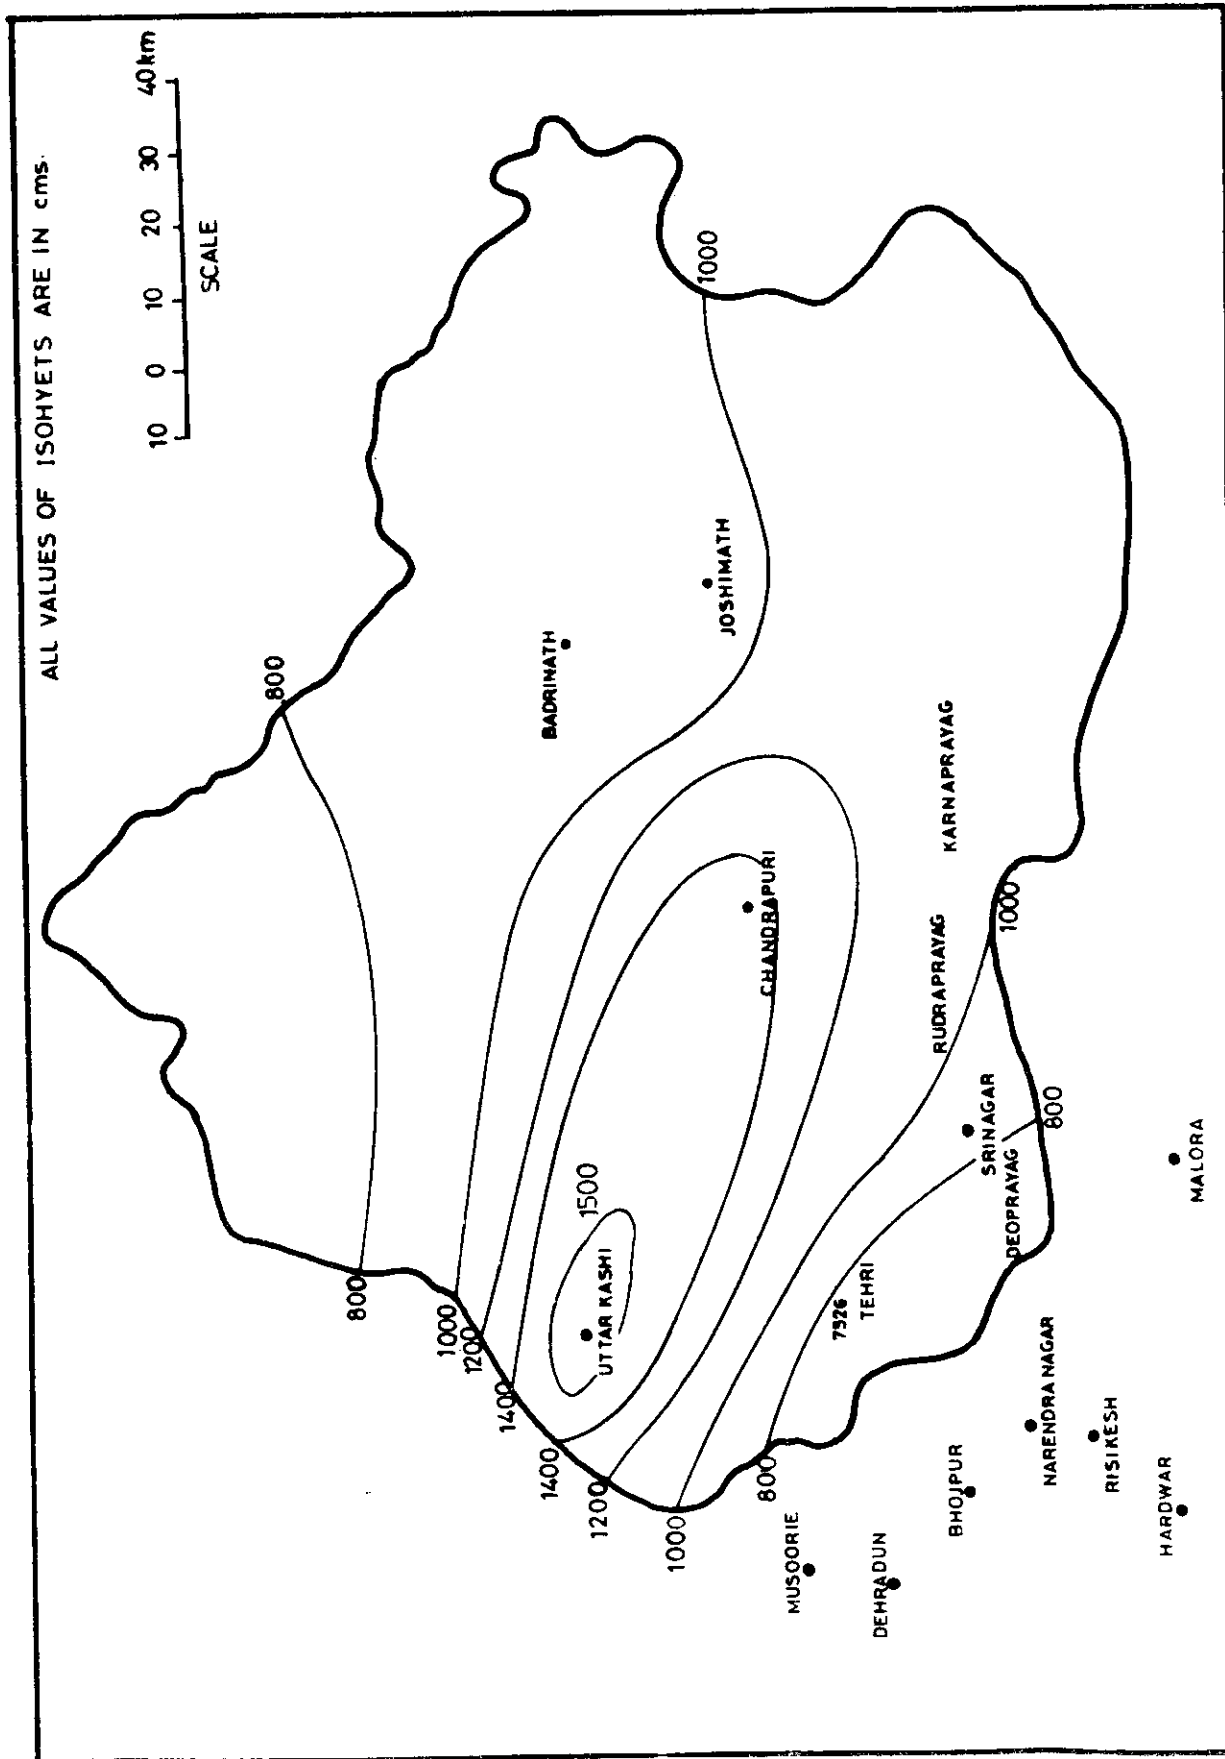 ALL VALUES OF ISOHYETS ARE IN cms.
10 0 10 20 30 40km
SCALE
800
800
1000
1200
1400
1400
1200
1000
800
1500
UTTAR KASHI
BADRINATH
JOSHIMATH
1000
CHANDRAPURI
KARNAPRAYAG
RUDRAPRAYAG
1000
SRINAGAR
DEOPRAYAG
800
7926
TEHRI
MUSOORIE
DEHRADUN
BHOJPUR
NARENDRA NAGAR
RISIKESH
HARDWAR
MALORA